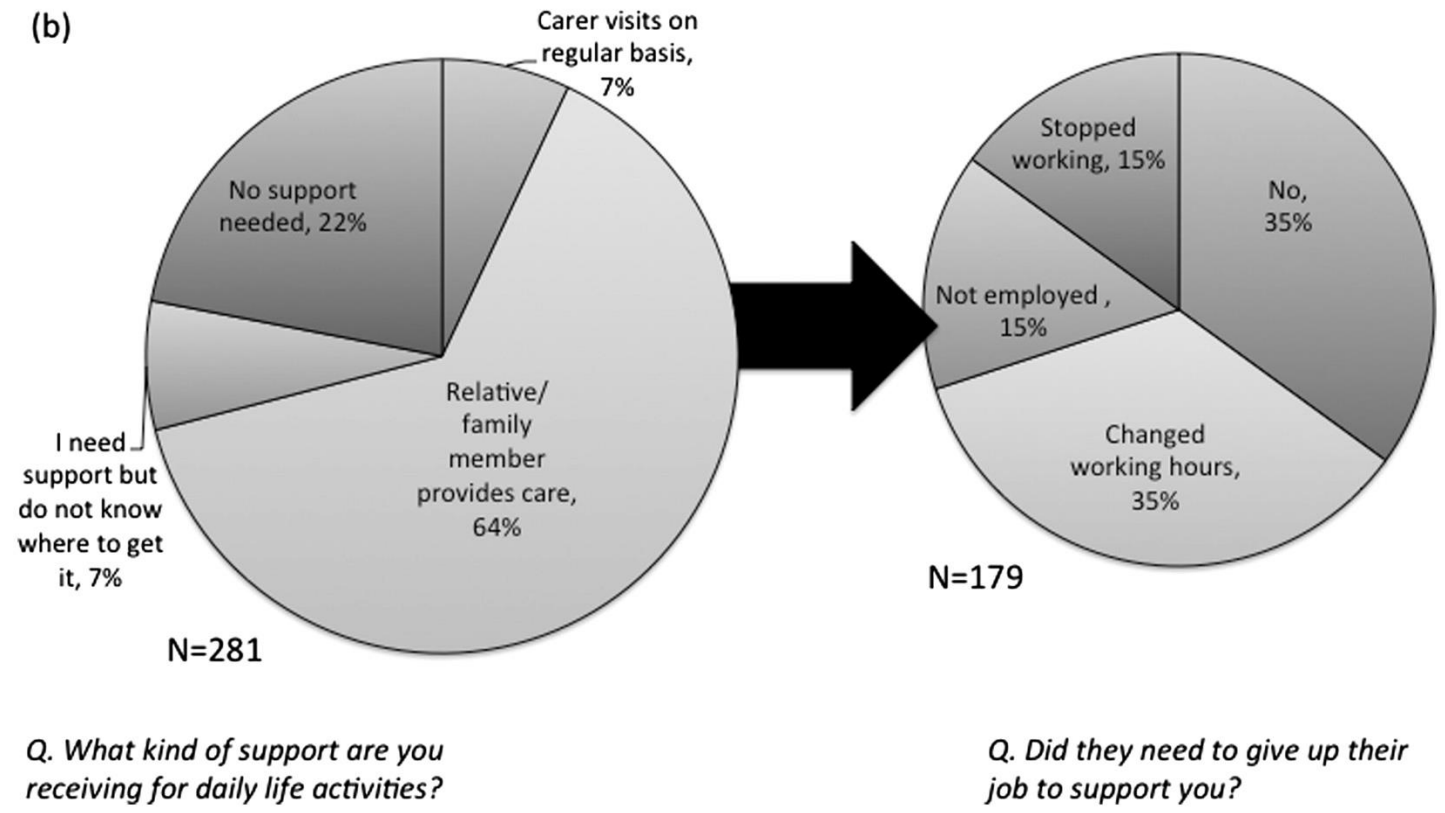 (b)
Carer visits on
regular basis,
7%
No support
needed, 22%
Relative/
family
member
provides care,
64%
I need
support but
do not know
where to get
it, 7%
N=281
Q. What kind of support are you
receiving for daily life activities?
Stopped
working, 15%
No,
35%
Not employed ,
15%
Changed
working hours,
35%
N=179
Q. Did they need to give up their
job to support you?